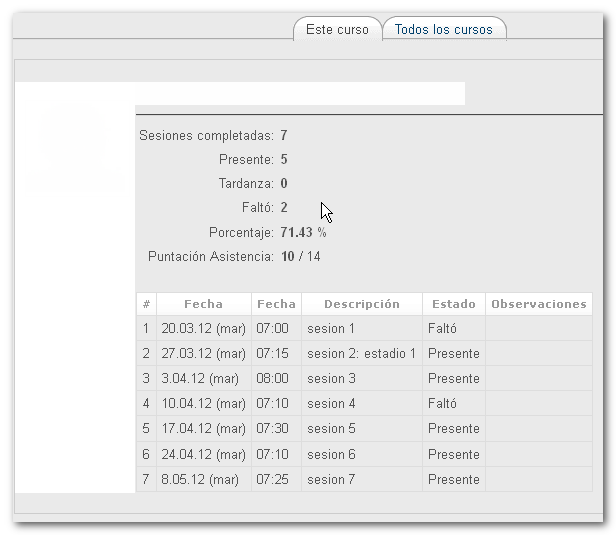 Este curso Todos los cursos
Sesiones completadas: 7
Presente: 5
Tardanza: 0
Faltó: 2
Porcentaje: 71.43 %
Puntación Asistencia: 10 / 14
# Fecha Fecha Descripción Estado Observaciones
1 20.03.12 (mar) 07:00 sesion 1 Faltó
2 27.03.12 (mar) 07:15 sesion 2: estadio 1 Presente
3 3.04.12 (mar) 08:00 sesion 3 Presente
4 10.04.12 (mar) 07:10 sesion 4 Faltó
5 17.04.12 (mar) 07:30 sesion 5 Presente
6 24.04.12 (mar) 07:10 sesion 6 Presente
7 8.05.12 (mar) 07:25 sesion 7 Presente